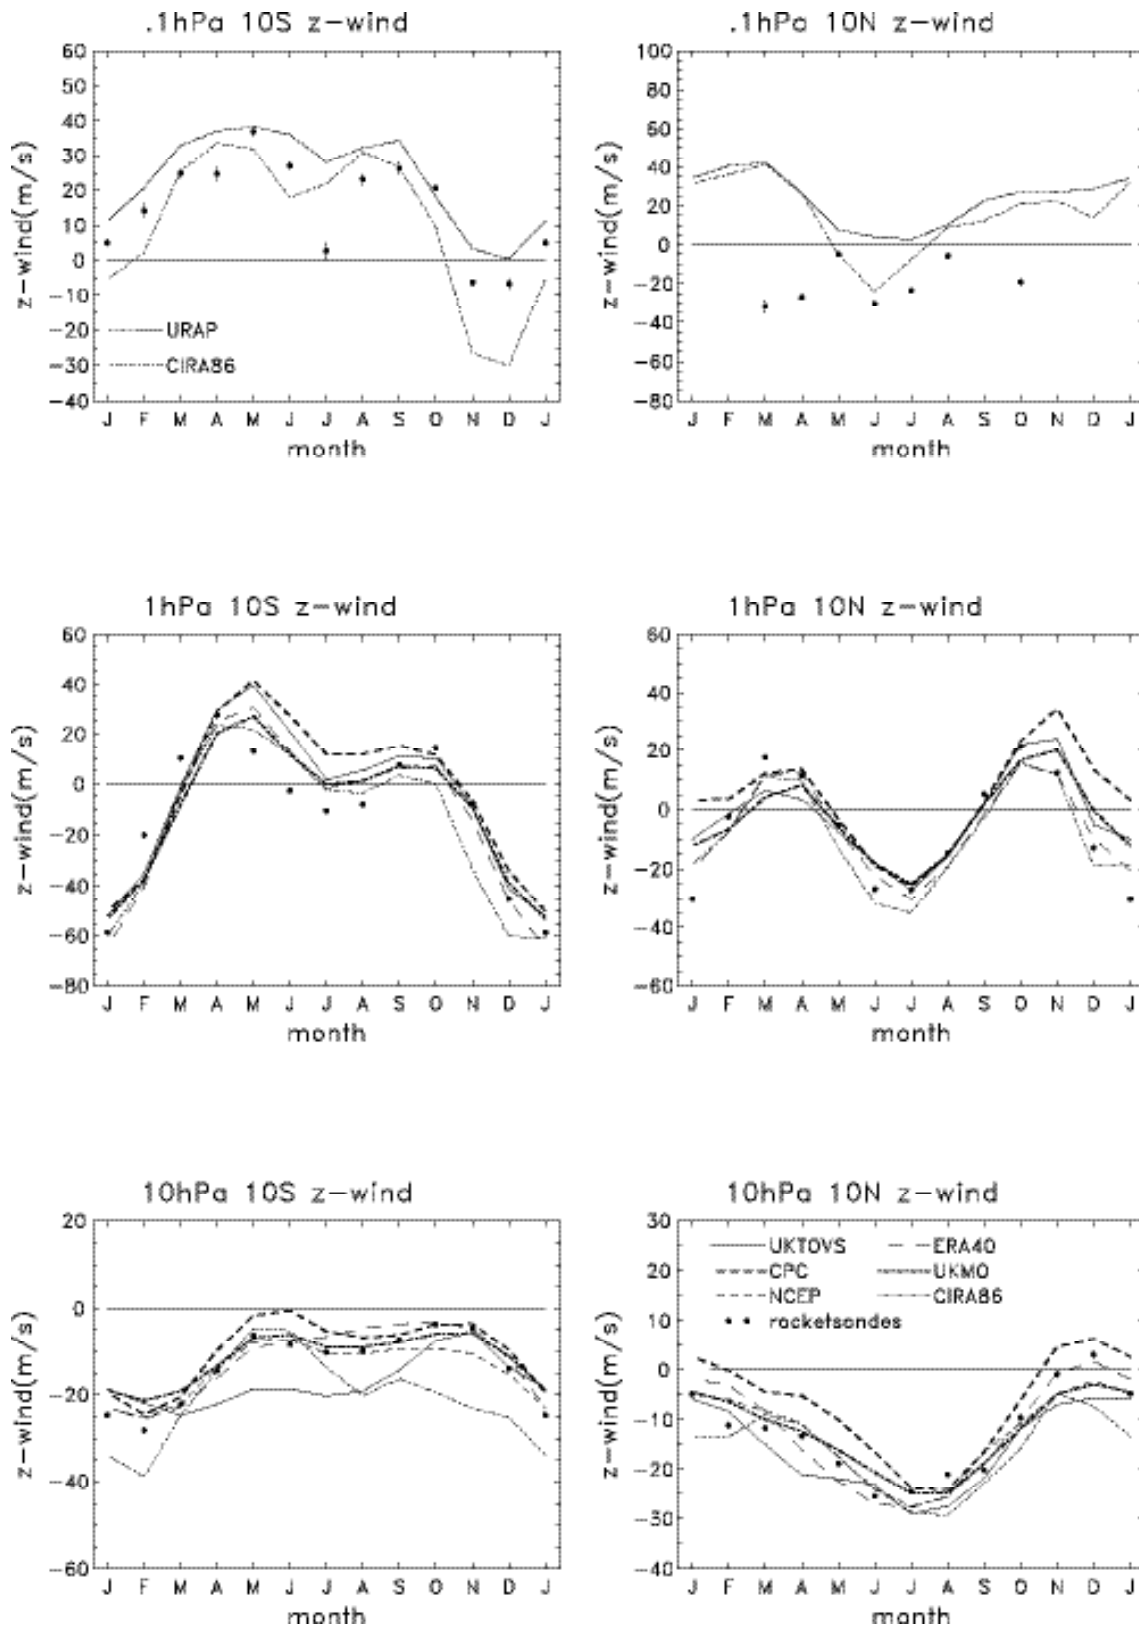 .1hPa 10S z-wind
z-wind(m/s)
60
50
40
30
20
10
0
-10
-20
-30
-40
URAP
CIRA86
J F M A M J J A S O N D J
month
.1hPa 10N z-wind
z-wind(m/s)
100
80
60
40
20
0
-20
-40
-60
-80
J F M A M J J A S O N D J
month
1hPa 10S z-wind
z-wind(m/s)
60
40
20
0
-20
-40
-60
-80
J F M A M J J A S O N D J
month
1hPa 10N z-wind
z-wind(m/s)
60
40
20
0
-20
-40
-60
J F M A M J J A S O N D J
month
10hPa 10S z-wind
z-wind(m/s)
20
0
-20
-40
-60
J F M A M J J A S O N D J
month
10hPa 10N z-wind
z-wind(m/s)
30
20
10
0
-10
-20
-30
-40
UKTOVS ERA40
CPC UKMO
NCEP CIRA86
rocketsondes
J F M A M J J A S O N D J
month